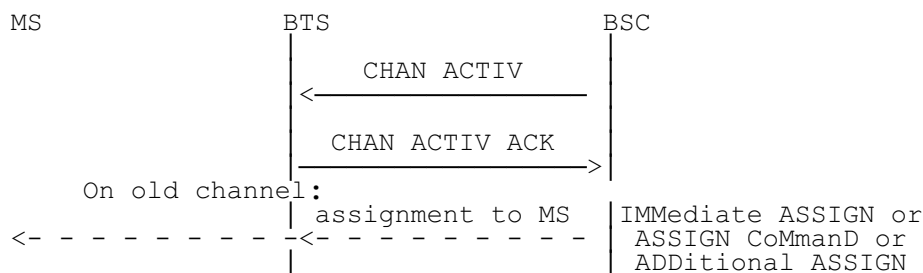 MS BTS BSC
CHAN ACTIV
CHAN ACTIV ACK
On old channel:
assignment to MS IMMediate ASSIGN or
ASSIGN CoMmanD or
ADDitional ASSIGN